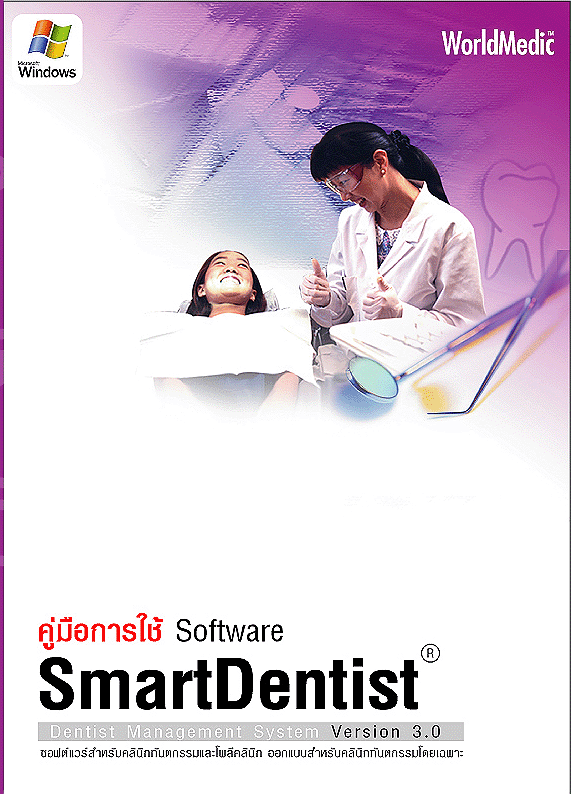 Microsoft
Windows
WorldMedic™
คู่มือการใช้ Software
SmartDentist®
Dentist Management System Version 3.0
ซอฟต์แวร์สำหรับคลินิกทันตกรรมและโพลีคลินิก ออกแบบสำหรับคลินิกทันตกรรมโดยเฉพาะ